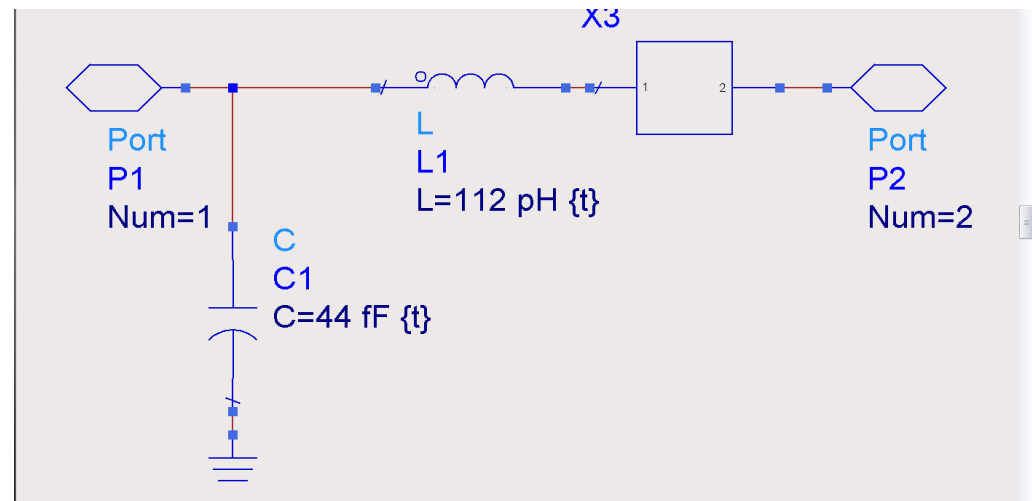 X3
1
2
Port
P1
Num=1
L
L1
L=112 pH {t}
Port
P2
Num=2
C
C1
C=44 fF {t}